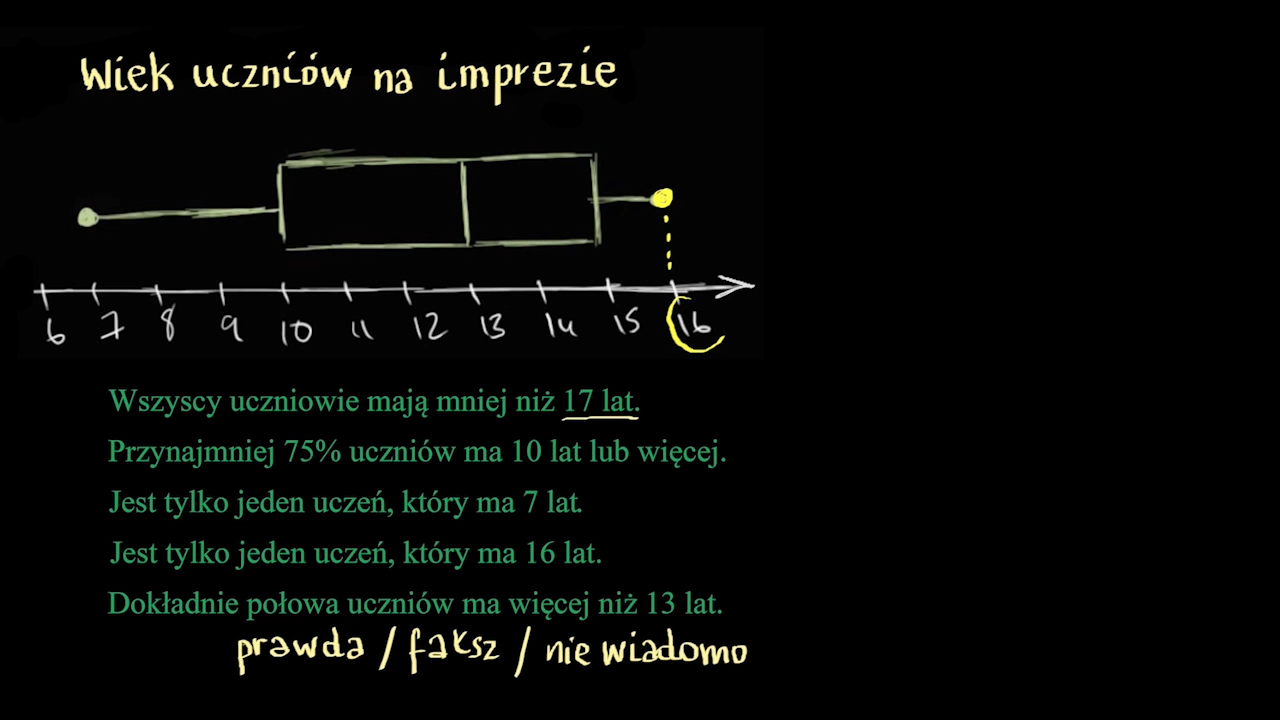 Wiek uczniów na imprezie
6 7 8 9 10 11 12 13 14 15 16
Wszyscy uczniowie mają mniej niż 17 lat.
Przynajmniej 75% uczniów ma 10 lat lub więcej.
Jest tylko jeden uczeń, który ma 7 lat.
Jest tylko jeden uczeń, który ma 16 lat.
Dokładnie połowa uczniów ma więcej niż 13 lat.
prawda / fałsz / nie wiadomo